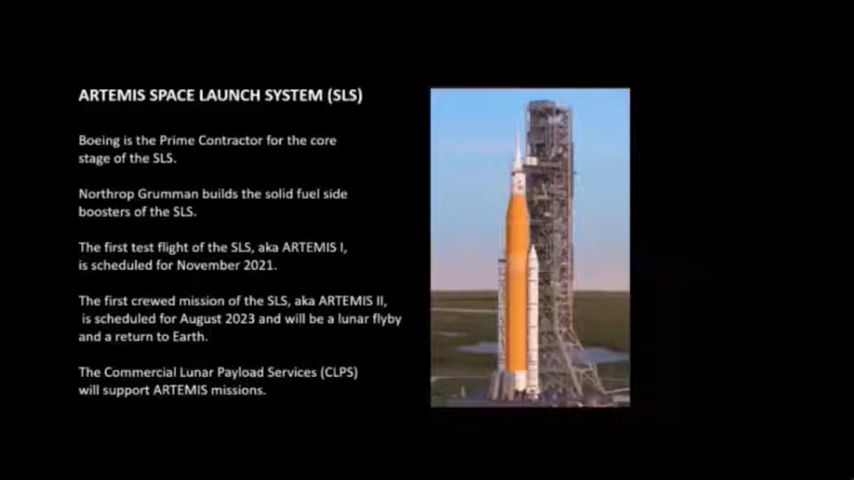 ARTEMIS SPACE LAUNCH SYSTEM (SLS)
Boeing is the Prime Contractor for the core
stage of the SLS.
Northrop Grumman builds the solid fuel side
boosters of the SLS.
The first test flight of the SLS, aka ARTEMIS I,
is scheduled for November 2021.
The first crewed mission of the SLS, aka ARTEMIS II,
is scheduled for August 2023 and will be a lunar flyby
and a return to Earth.
The Commercial Lunar Payload Services (CLPS)
will support ARTEMIS missions.